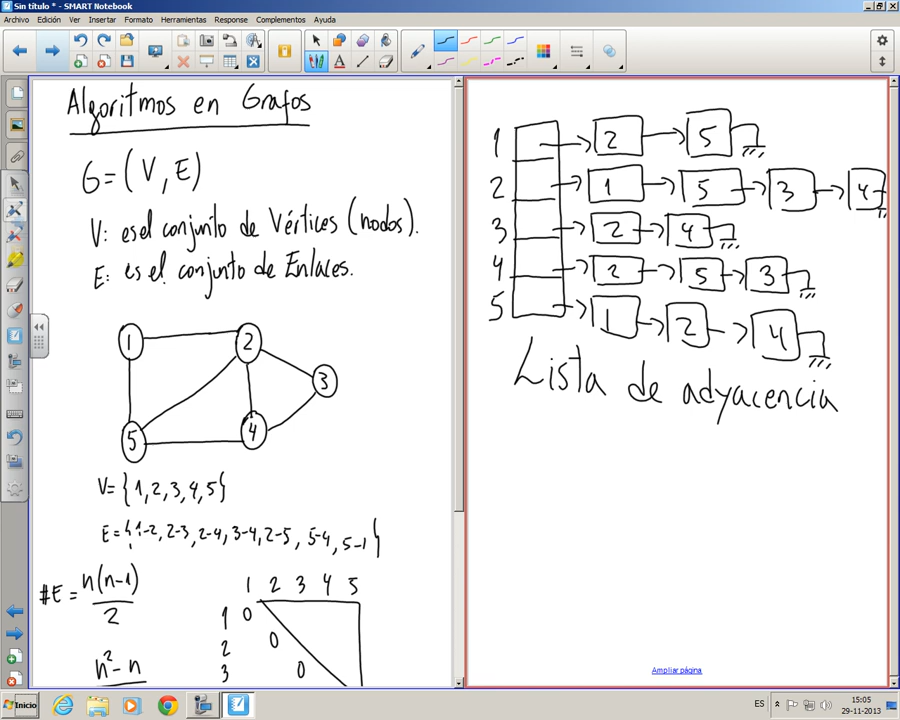 Sin título * - SMART Notebook
Archivo Edición Ver Insertar Formato Herramientas Response Complementos Ayuda
Algoritmos en Grafos
G = (V, E)
V: es el conjunto de Vértices (nodos).
E: es el conjunto de Enlaces.
1 2
3
5 4
V= {1, 2, 3, 4, 5}
E= {1-2, 2-3, 2-4, 3-4, 2-5, 5-4, 5-1}
#E = n(n-1)
2
n² - n
1 2 3 4 5
1 0
2 0
3 0
1 2 5
2 1 5 3 4
3 2 4
4 2 5 3
5 1 2 4
Lista de adyacencia
Ampliar página
Inicio
ES
15:05
29-11-2013